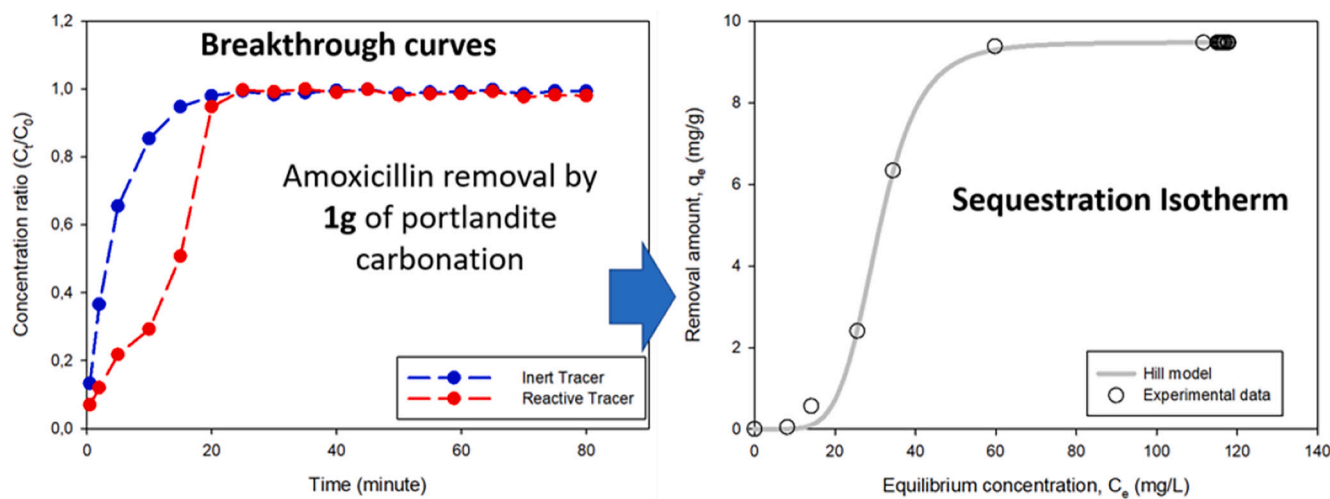 Breakthrough curves
Concentration ratio (Cₜ/C₀)
1,2
1,0
0,8
0,6
0,4
0,2
0,0
Amoxicillin removal by
1g of portlandite
carbonation
Inert Tracer
Reactive Tracer
0 20 40 60 80
Time (minute)
Removal amount, qₑ (mg/g)
10
8
6
4
2
0
Sequestration Isotherm
Hill model
Experimental data
0 20 40 60 80 100 120 140
Equilibrium concentration, Cₑ (mg/L)